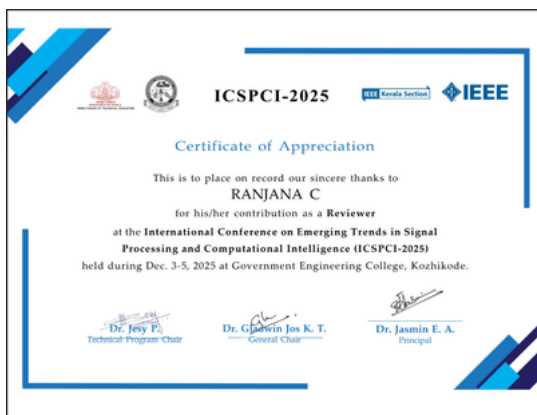 ICSPCI-2025
IEEE Kerala Section
IEEE
Certificate of Appreciation
This is to place on record our sincere thanks to
RANJANA C
for his/her contribution as a Reviewer
at the International Conference on Emerging Trends in Signal
Processing and Computational Intelligence (ICSPCI-2025)
held during Dec. 3-5, 2025 at Government Engineering College, Kozhikode.
Dr. Jesy P.
Technical Program Chair
Dr. Gladwin Jos K. T.
General Chair
Dr. Jasmin E. A.
Principal